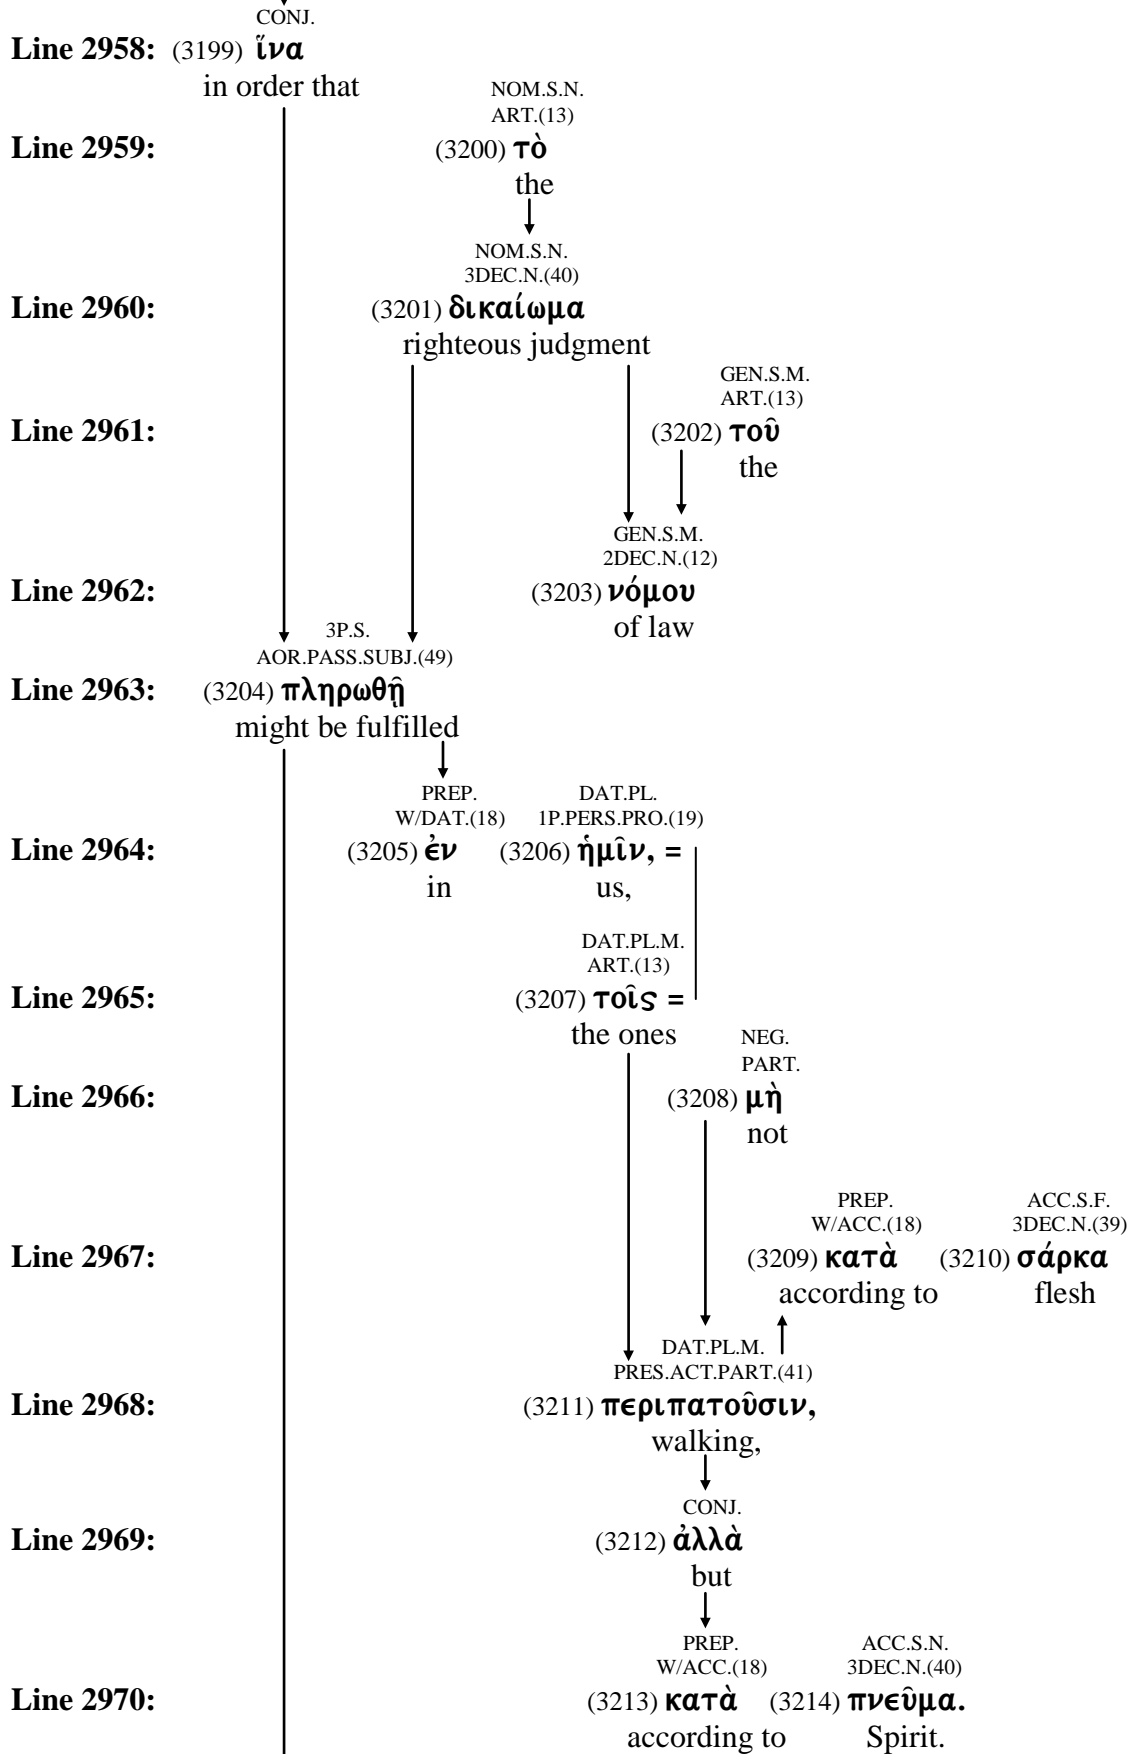 CONJ.
Line 2958: (3199) ἵνα
in order that
NOM.S.N.
ART.(13)
Line 2959: (3200) τὸ
the
NOM.S.N.
3DEC.N.(40)
Line 2960: (3201) δικαίωμα
righteous judgment
GEN.S.M.
ART.(13)
Line 2961: (3202) τοῦ
the
GEN.S.M.
2DEC.N.(12)
Line 2962: (3203) νόμου
of law
3P.S.
AOR.PASS.SUBJ.(49)
Line 2963: (3204) πληρωθῇ
might be fulfilled
PREP. DAT.PL.
W/DAT.(18) 1P.PERS.PRO.(19)
Line 2964: (3205) ἐν (3206) ἡμῖν, =
in us,
DAT.PL.M.
ART.(13)
Line 2965: (3207) τοῖς =
the ones
NEG.
PART.
Line 2966: (3208) μὴ
not
PREP. ACC.S.F.
W/ACC.(18) 3DEC.N.(39)
Line 2967: (3209) κατὰ (3210) σάρκα
according to flesh
DAT.PL.M.
PRES.ACT.PART.(41)
Line 2968: (3211) περιπατοῦσιν,
walking,
CONJ.
Line 2969: (3212) ἀλλὰ
but
PREP. ACC.S.N.
W/ACC.(18) 3DEC.N.(40)
Line 2970: (3213) κατὰ (3214) πνεῦμα.
according to Spirit.